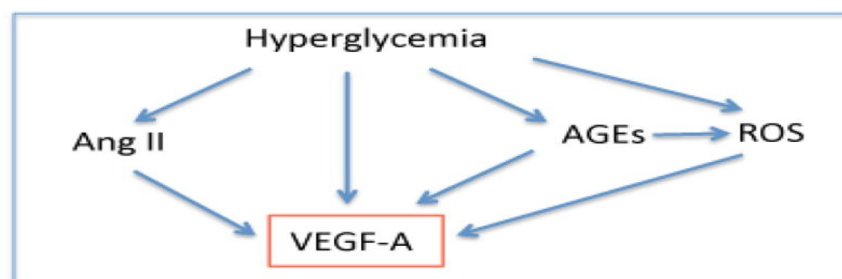 Hyperglycemia
Ang II
AGEs
ROS
VEGF-A